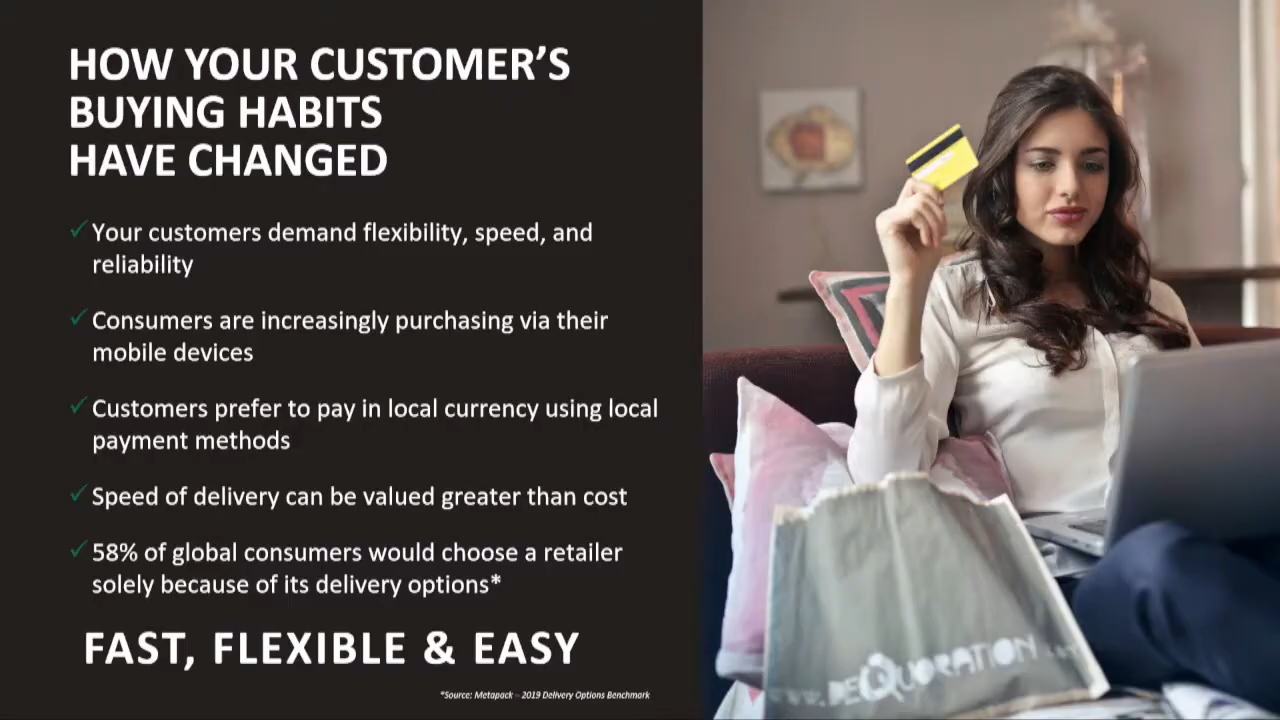 HOW YOUR CUSTOMER’S
BUYING HABITS
HAVE CHANGED
✓Your customers demand flexibility, speed, and
reliability
✓Consumers are increasingly purchasing via their
mobile devices
✓Customers prefer to pay in local currency using local
payment methods
✓Speed of delivery can be valued greater than cost
✓58% of global consumers would choose a retailer
solely because of its delivery options*
FAST, FLEXIBLE & EASY
*Source: Metapack – 2019 Delivery Options Benchmark